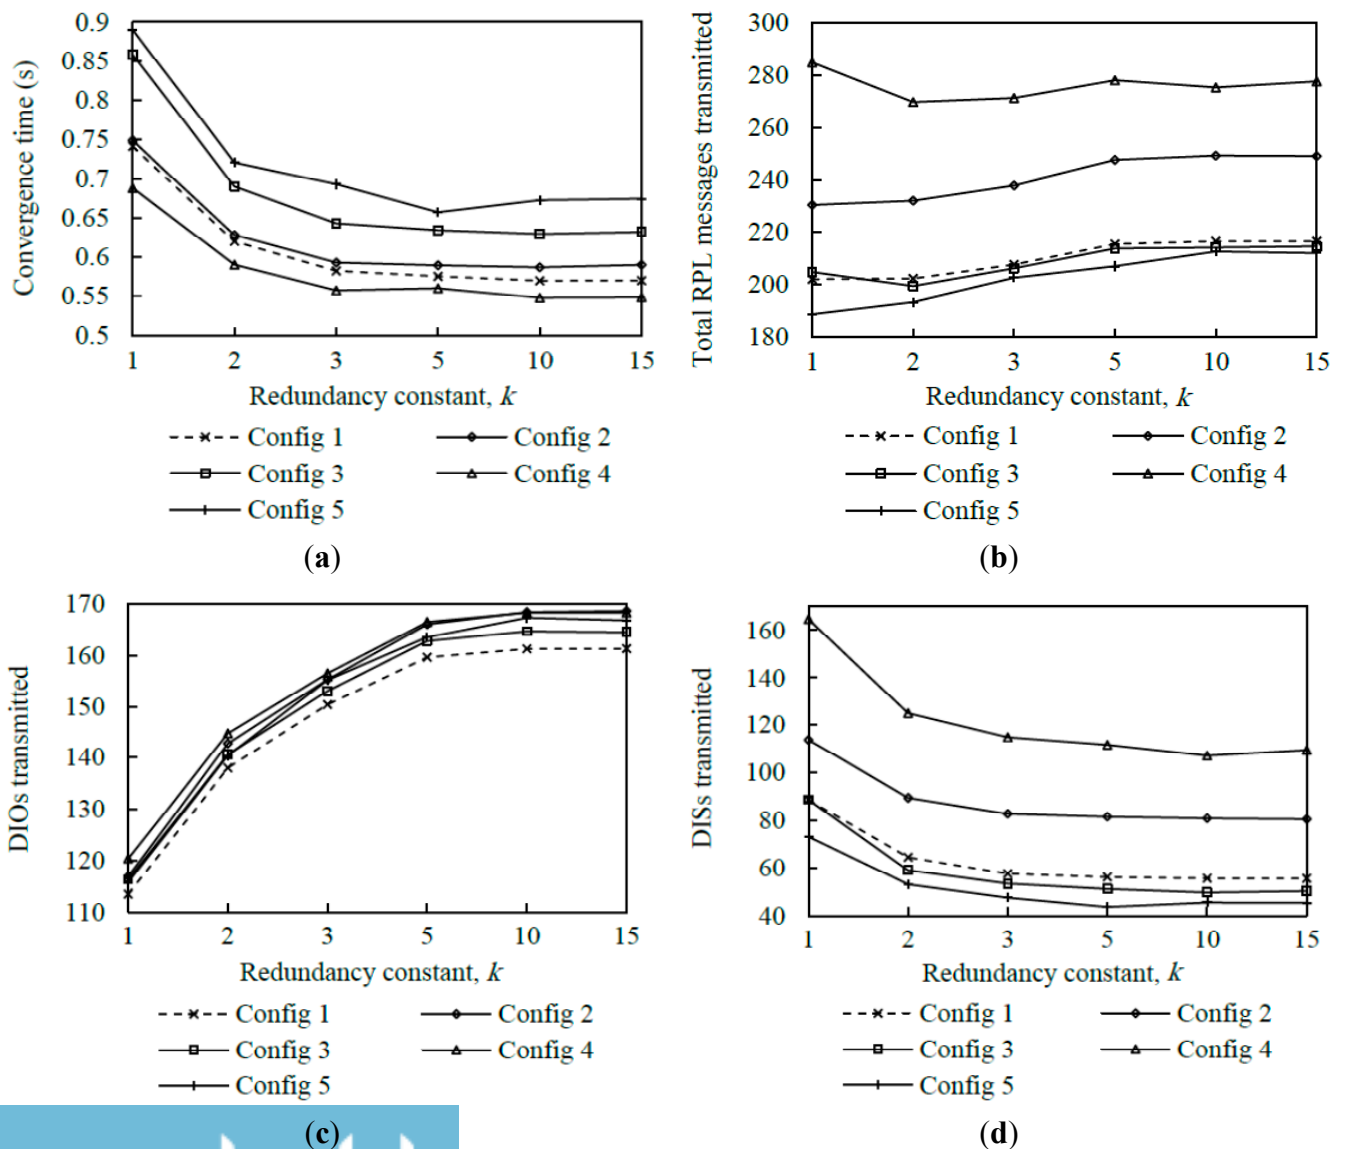 Convergence time (s)
0.9
0.85
0.8
0.75
0.7
0.65
0.6
0.55
0.5
1 2 3 5 10 15
Redundancy constant, k
Config 1 Config 2
Config 3 Config 4
Config 5
(a)
Total RPL messages transmitted
300
280
260
240
220
200
180
1 2 3 5 10 15
Redundancy constant, k
Config 1 Config 2
Config 3 Config 4
Config 5
(b)
DIOs transmitted
170
160
150
140
130
120
110
1 2 3 5 10 15
Redundancy constant, k
Config 1 Config 2
Config 3 Config 4
Config 5
(c)
DISs transmitted
160
140
120
100
80
60
40
1 2 3 5 10 15
Redundancy constant, k
Config 1 Config 2
Config 3 Config 4
Config 5
(d)